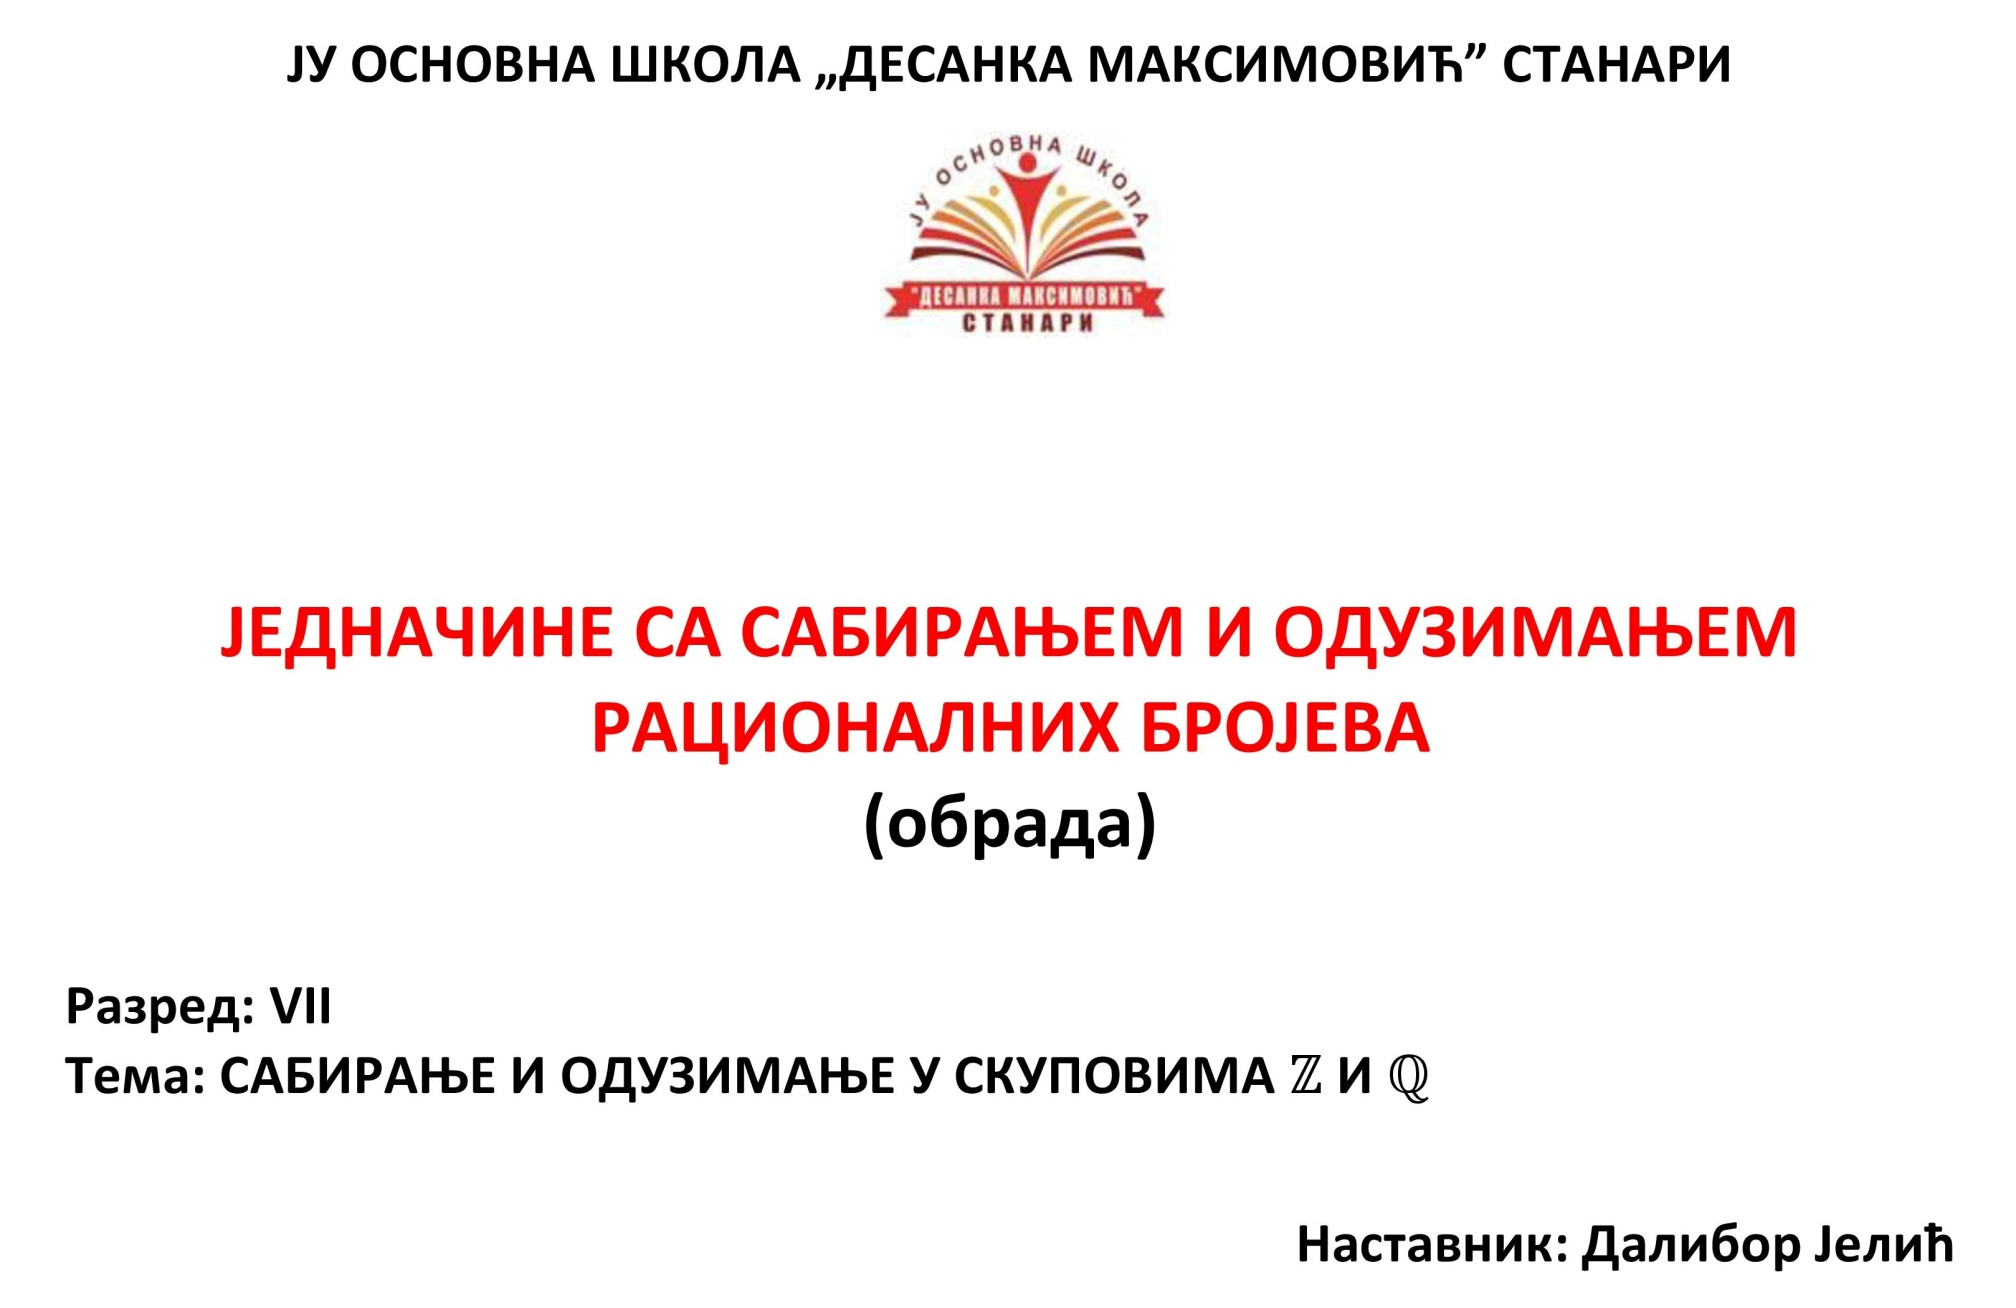 ЈУ ОСНОВНА ШКОЛА „ДЕСАНКА МАКСИМОВИЋ” СТАНАРИ
ЈУ ОСНОВНА ШКОЛА
"ДЕСАНКА МАКСИМОВИЋ"
СТАНАРИ
ЈЕДНАЧИНЕ СА САБИРАЊЕМ И ОДУЗИМАЊЕМ
РАЦИОНАЛНИХ БРОЈЕВА
(обрада)
Разред: VII
Тема: САБИРАЊЕ И ОДУЗИМАЊЕ У СКУПОВИМА ℤ И ℚ
Наставник: Далибор Јелић